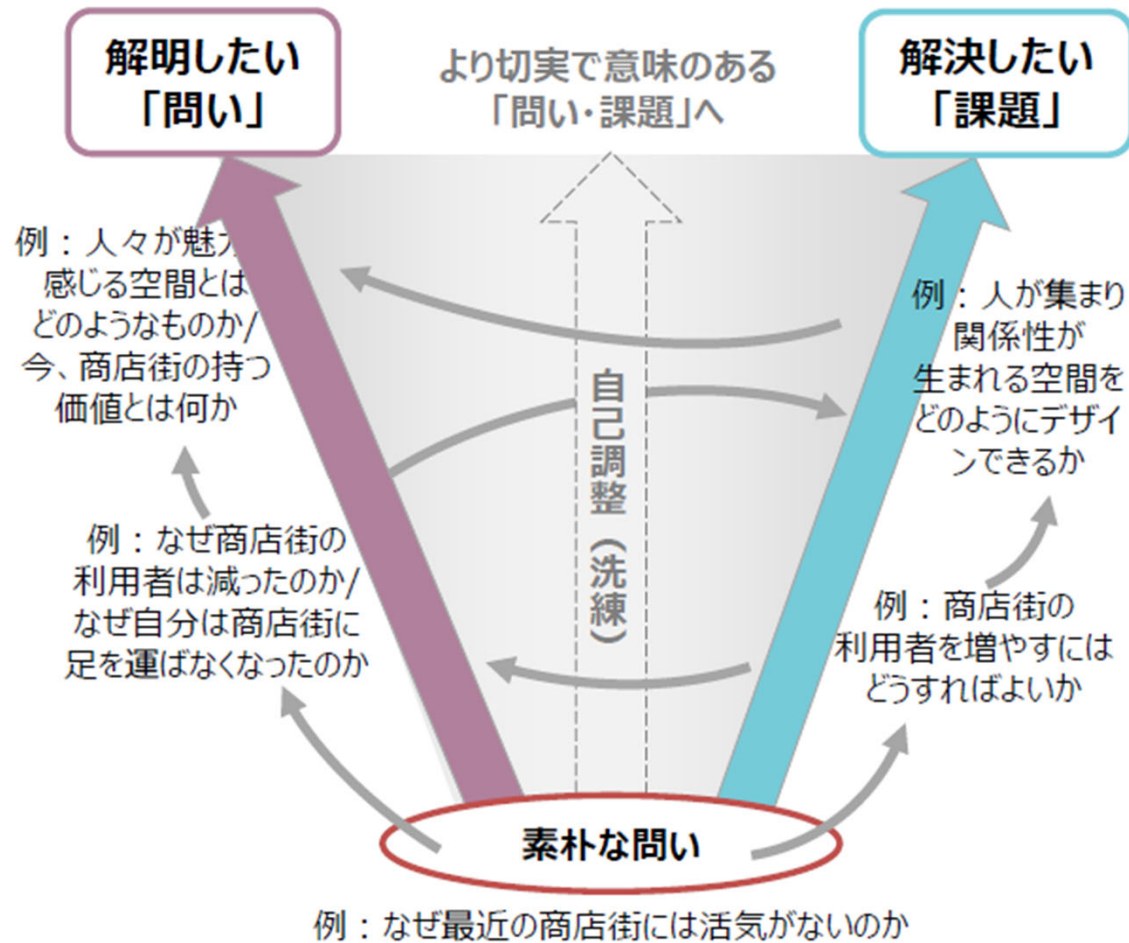 解明したい
「問い」
より切実で意味のある
「問い・課題」へ
解決したい
「課題」
例：人々が魅力
感じる空間とは
どのようなものか/
今、商店街の持つ
価値とは何か
例：人が集まり
関係性が
生まれる空間を
どのようにデザイ
ンできるか
自己調整（洗練）
例：なぜ商店街の
利用者は減ったのか/
なぜ自分は商店街に
足を運ばなくなったのか
例：商店街の
利用者を増やすには
どうすればよいか
素朴な問い
例：なぜ最近の商店街には活気がないのか